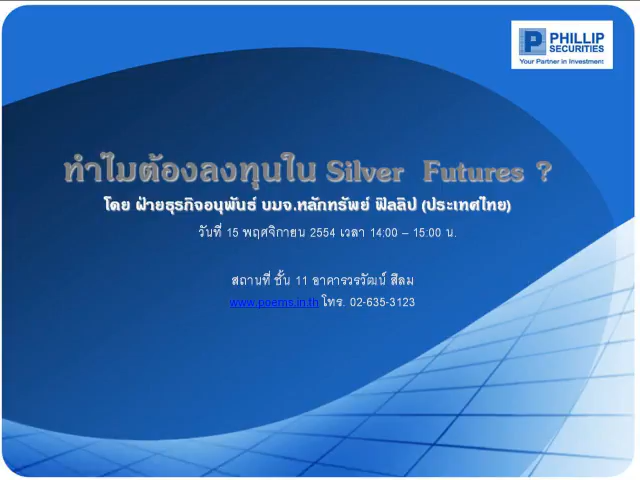 PHILLIP
SECURITIES
Your Partner in Investment
ทำไมต้องลงทุนใน Silver Futures ?
โดย ฝ่ายธุรกิจอนุพันธ์ บมจ.หลักทรัพย์ ฟิลลิป (ประเทศไทย)
วันที่ 15 พฤศจิกายน 2554 เวลา 14:00 – 15:00 น.
สถานที่ ชั้น 11 อาคารวรวัฒน์ สีลม
www.poems.in.th โทร. 02-635-3123